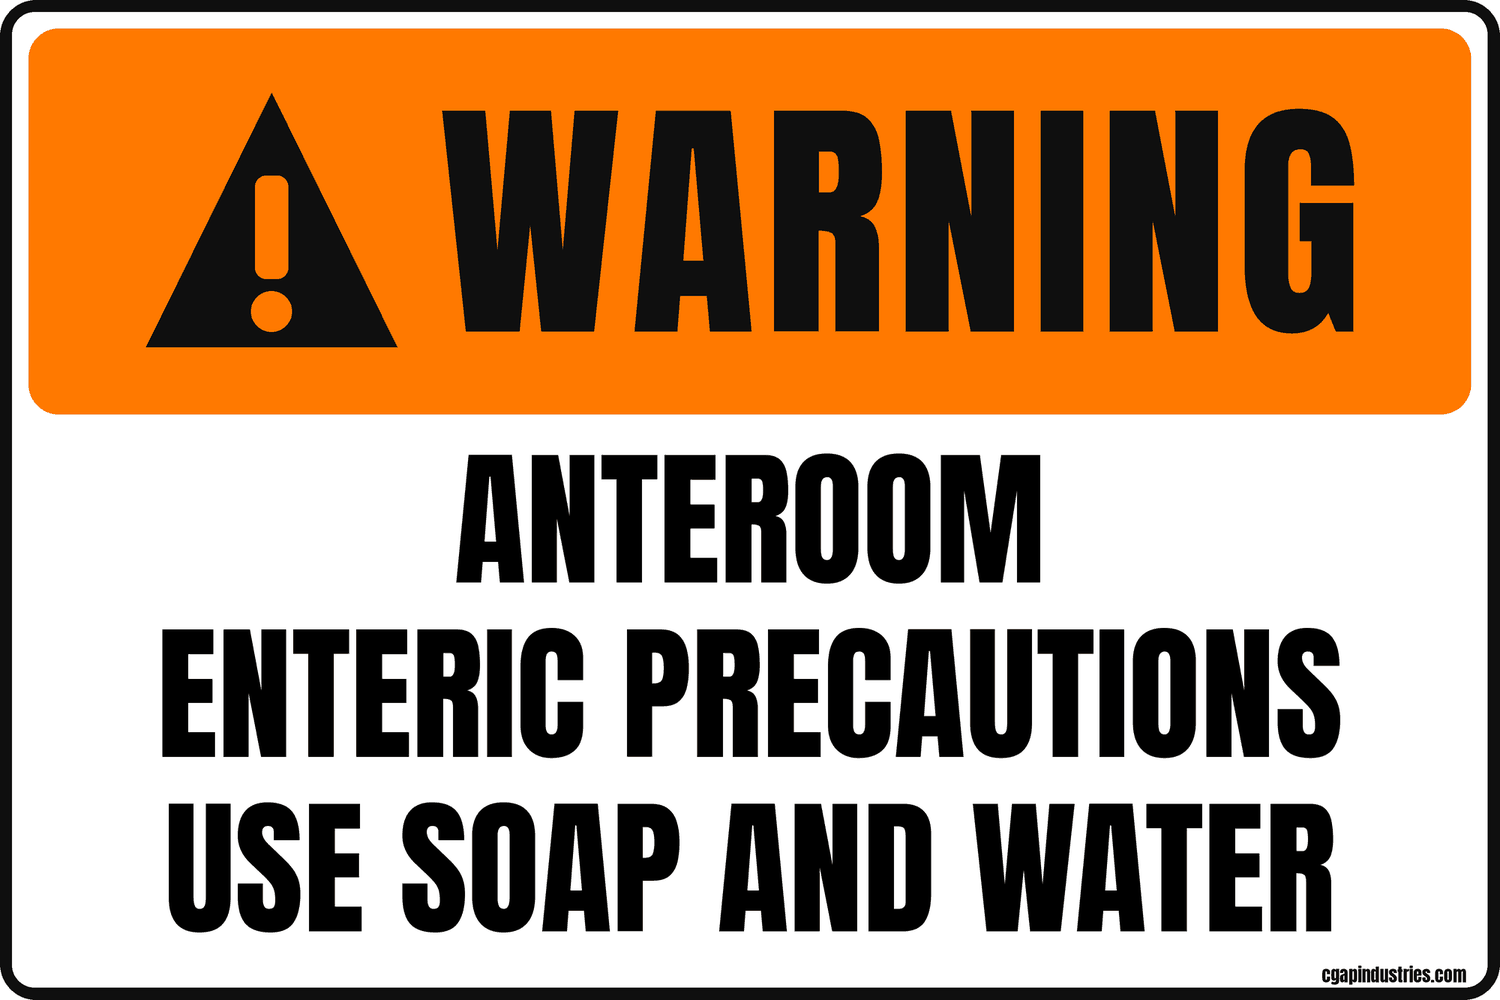 WARNING
ANTEROOM
ENTERIC PRECAUTIONS
USE SOAP AND WATER
cgapindustries.com